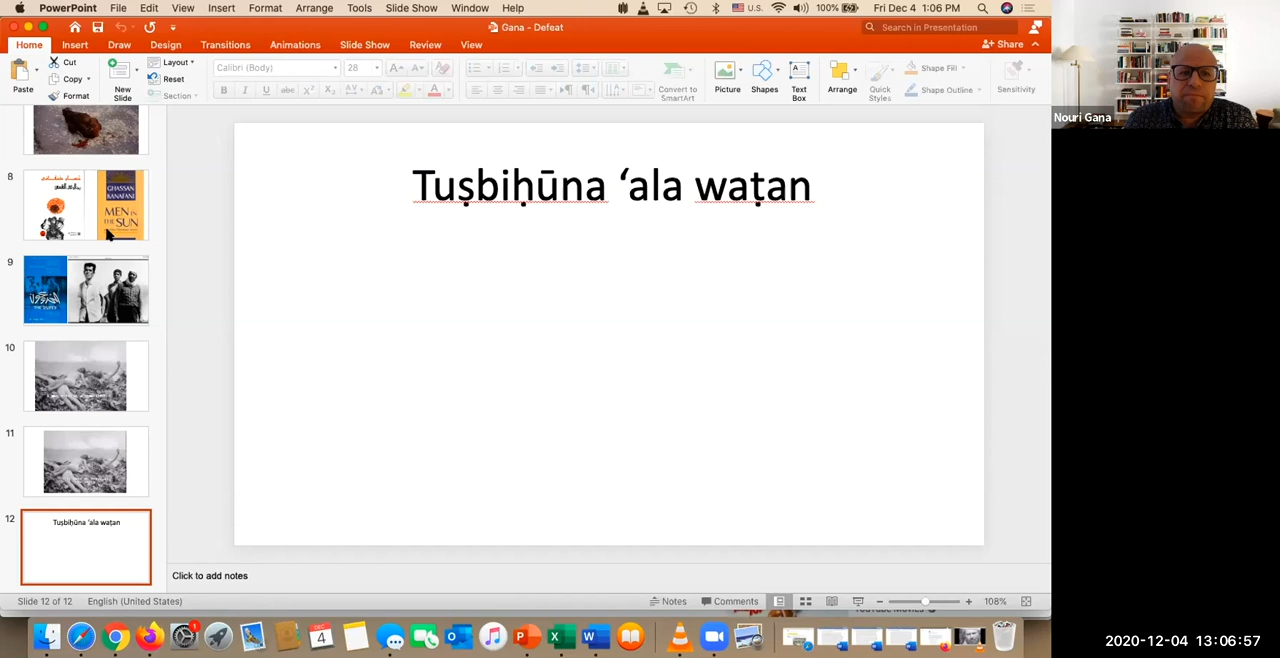 PowerPoint File Edit View Insert Format Arrange Tools Slide Show Window Help U.S. 100% Fri Dec 4 1:06 PM
Gana - Defeat
Search in Presentation
Home Insert Draw Design Transitions Animations Slide Show Review View Share
Paste
Cut
Copy
Format
New Slide
Layout
Reset
Section
Calibri (Body) 28
Convert to SmartArt
Picture
Shapes
Text Box
Arrange
Quick Styles
Shape Fill
Shape Outline
Sensitivity
Nouri Gana
8
GHASSAN
KANAFANI
MEN IN
THE SUN
9
THE DUPES
10
11
12
Tuṣbiḥūna ‘ala waṭan
Tuṣbiḥūna ‘ala waṭan
Click to add notes
Slide 12 of 12 English (United States) Notes Comments 108%
2020-12-04 13:06:57